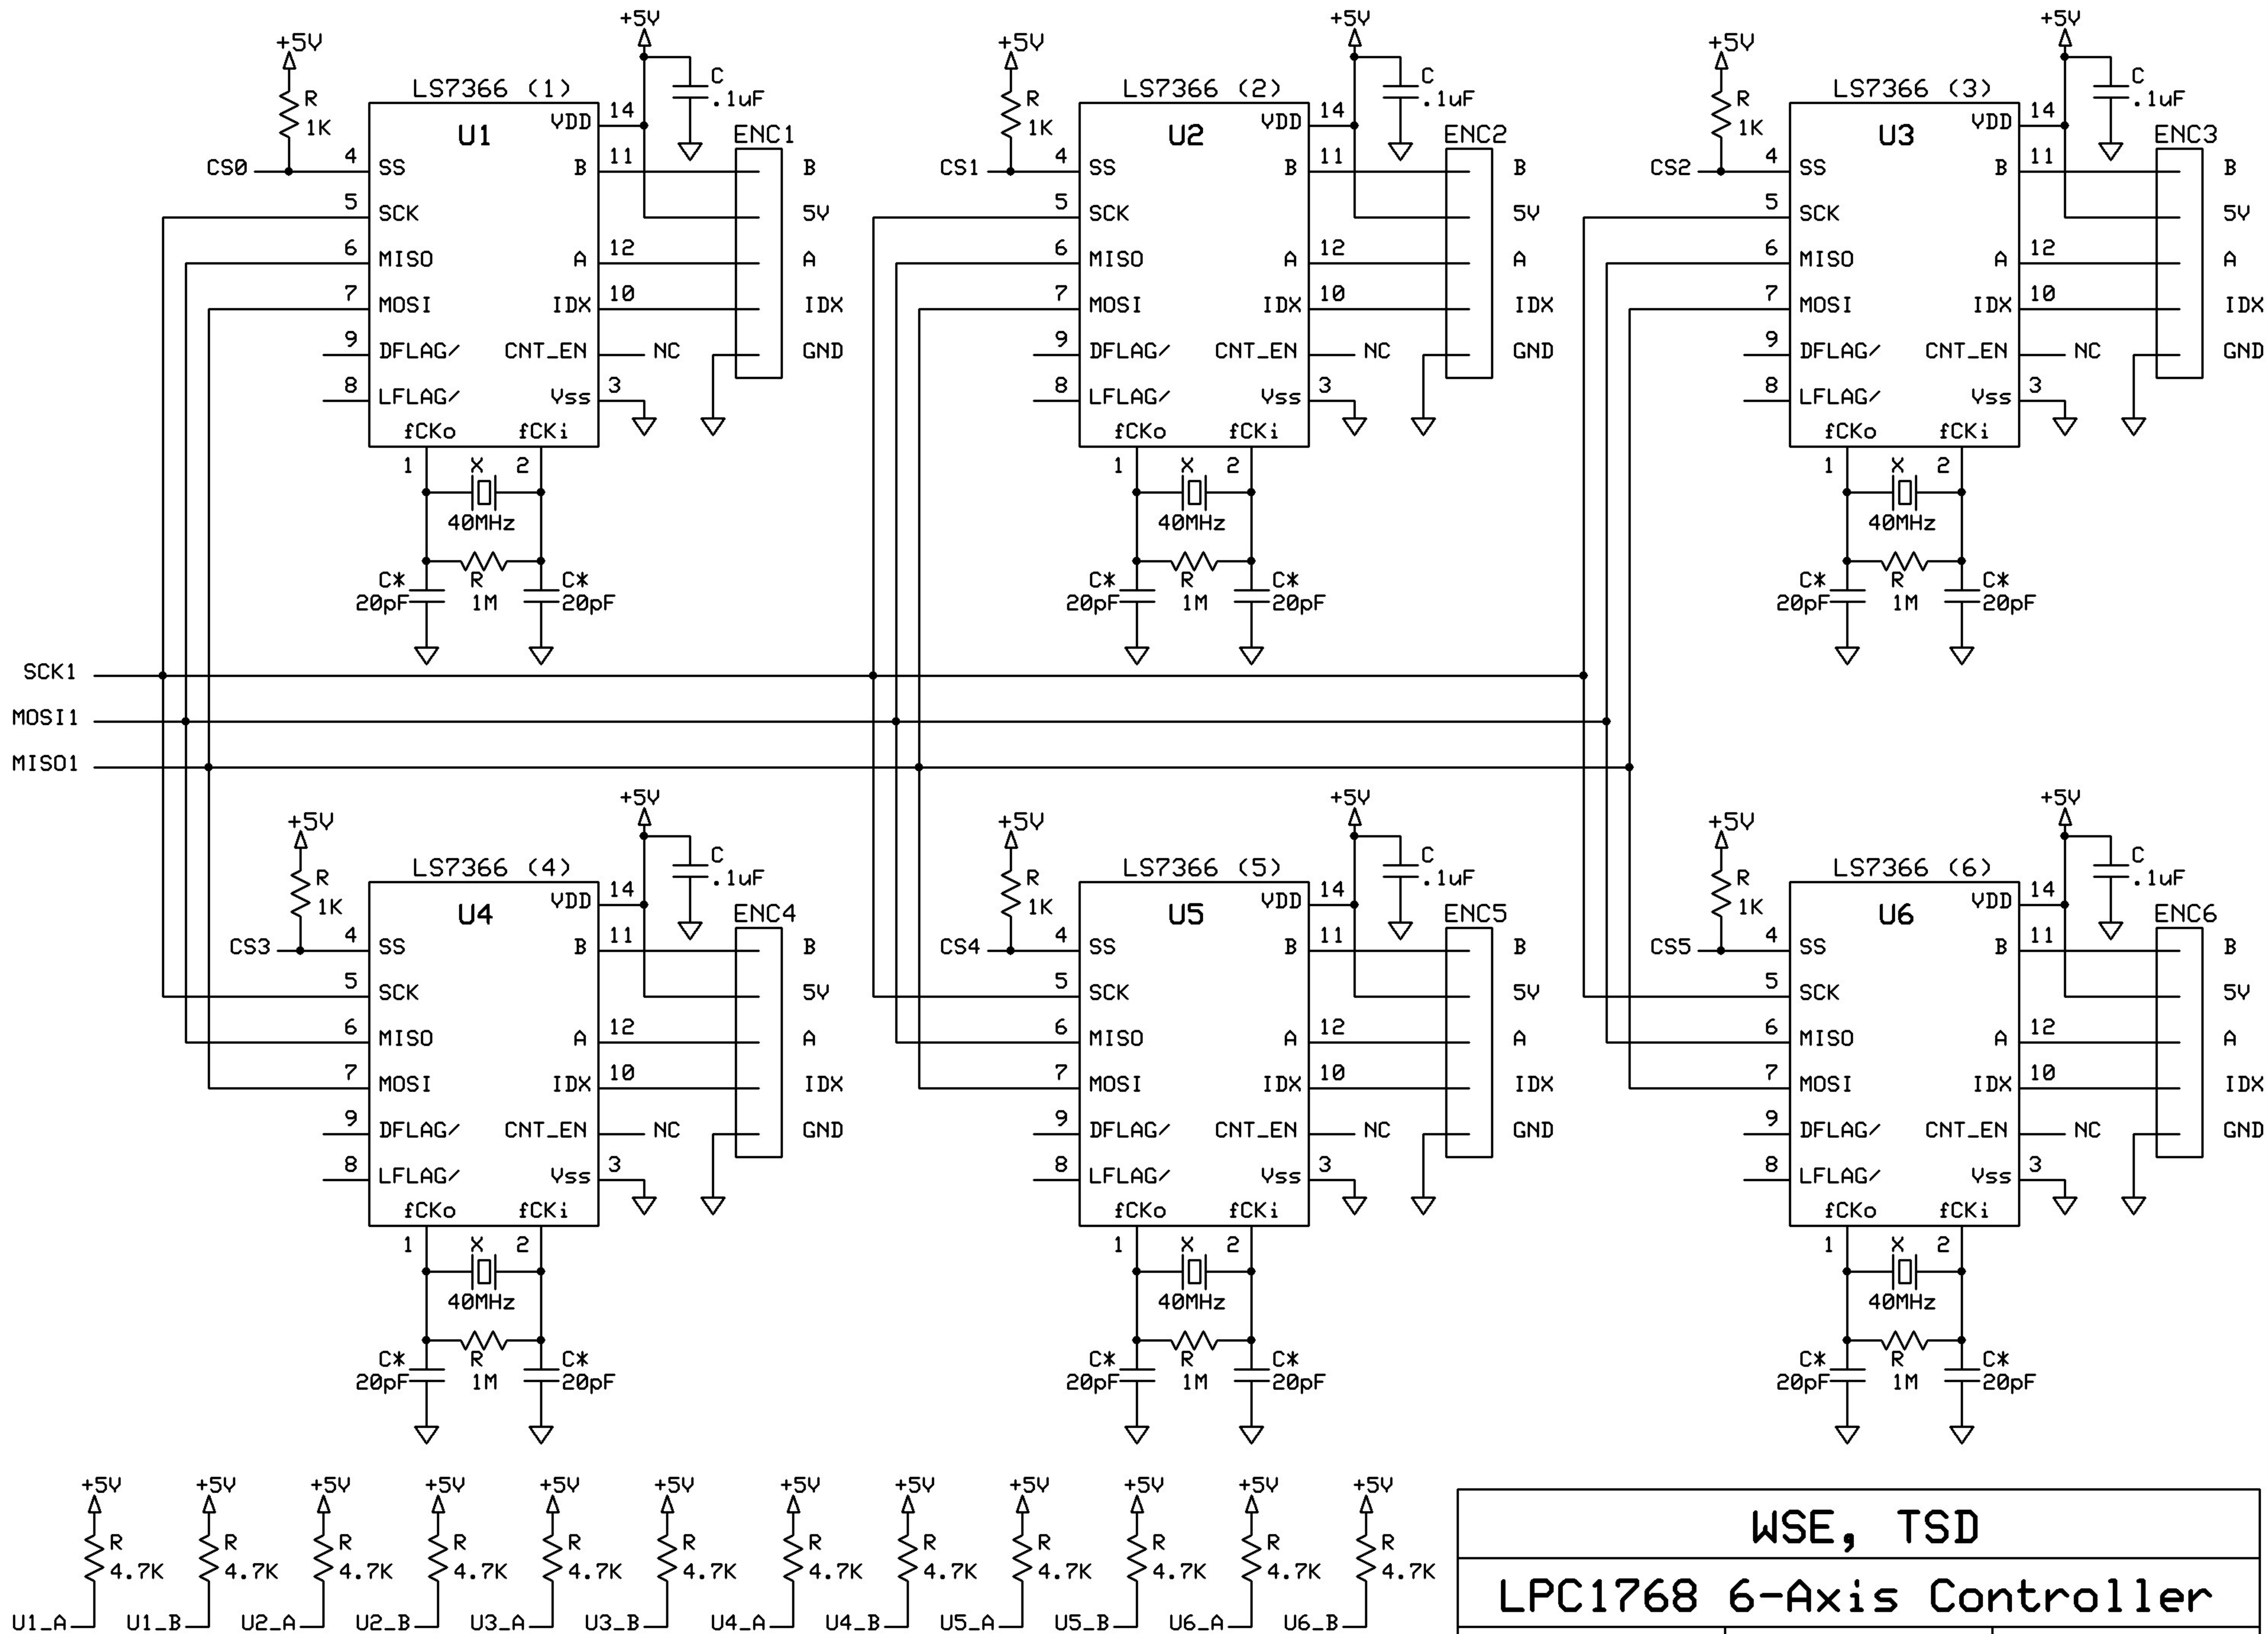 +5V +5V +5V
+5V +5V +5V
LS7366 (1) C LS7366 (2) C LS7366 (3) C
R 14 .1uF R 14 .1uF R 14 .1uF
1K U1 VDD 1K U2 VDD 1K U3 VDD
ENC1 ENC2 ENC3
CS0 4 SS B 11 B CS1 4 SS B 11 B CS2 4 SS B 11 B
5 SCK 5V 5 SCK 5V 5 SCK 5V
6 MISO A 12 A 6 MISO A 12 A 6 MISO A 12 A
7 MOSI IDX 10 IDX 7 MOSI IDX 10 IDX 7 MOSI IDX 10 IDX
9 DFLAG/ CNT_EN NC GND 9 DFLAG/ CNT_EN NC GND 9 DFLAG/ CNT_EN NC GND
8 LFLAG/ Vss 3 8 LFLAG/ Vss 3 8 LFLAG/ Vss 3
fCKo fCKi fCKo fCKi fCKo fCKi
1 X 2 1 X 2 1 X 2
40MHz 40MHz 40MHz
C* R C* C* R C* C* R C*
20pF 1M 20pF 20pF 1M 20pF 20pF 1M 20pF
SCK1
MOSI1
MISO1
+5V +5V +5V
+5V +5V +5V
LS7366 (4) C LS7366 (5) C LS7366 (6) C
R 14 .1uF R 14 .1uF R 14 .1uF
1K U4 VDD 1K U5 VDD 1K U6 VDD
ENC4 ENC5 ENC6
CS3 4 SS B 11 B CS4 4 SS B 11 B CS5 4 SS B 11 B
5 SCK 5V 5 SCK 5V 5 SCK 5V
6 MISO A 12 A 6 MISO A 12 A 6 MISO A 12 A
7 MOSI IDX 10 IDX 7 MOSI IDX 10 IDX 7 MOSI IDX 10 IDX
9 DFLAG/ CNT_EN NC GND 9 DFLAG/ CNT_EN NC GND 9 DFLAG/ CNT_EN NC GND
8 LFLAG/ Vss 3 8 LFLAG/ Vss 3 8 LFLAG/ Vss 3
fCKo fCKi fCKo fCKi fCKo fCKi
1 X 2 1 X 2 1 X 2
40MHz 40MHz 40MHz
C* R C* C* R C* C* R C*
20pF 1M 20pF 20pF 1M 20pF 20pF 1M 20pF
+5V +5V +5V +5V +5V +5V +5V +5V +5V +5V +5V +5V
R R R R R R R R R R R R
4.7K 4.7K 4.7K 4.7K 4.7K 4.7K 4.7K 4.7K 4.7K 4.7K 4.7K 4.7K
U1_A U1_B U2_A U2_B U3_A U3_B U4_A U4_B U5_A U5_B U6_A U6_B
WSE, TSD
LPC1768 6-Axis Controller